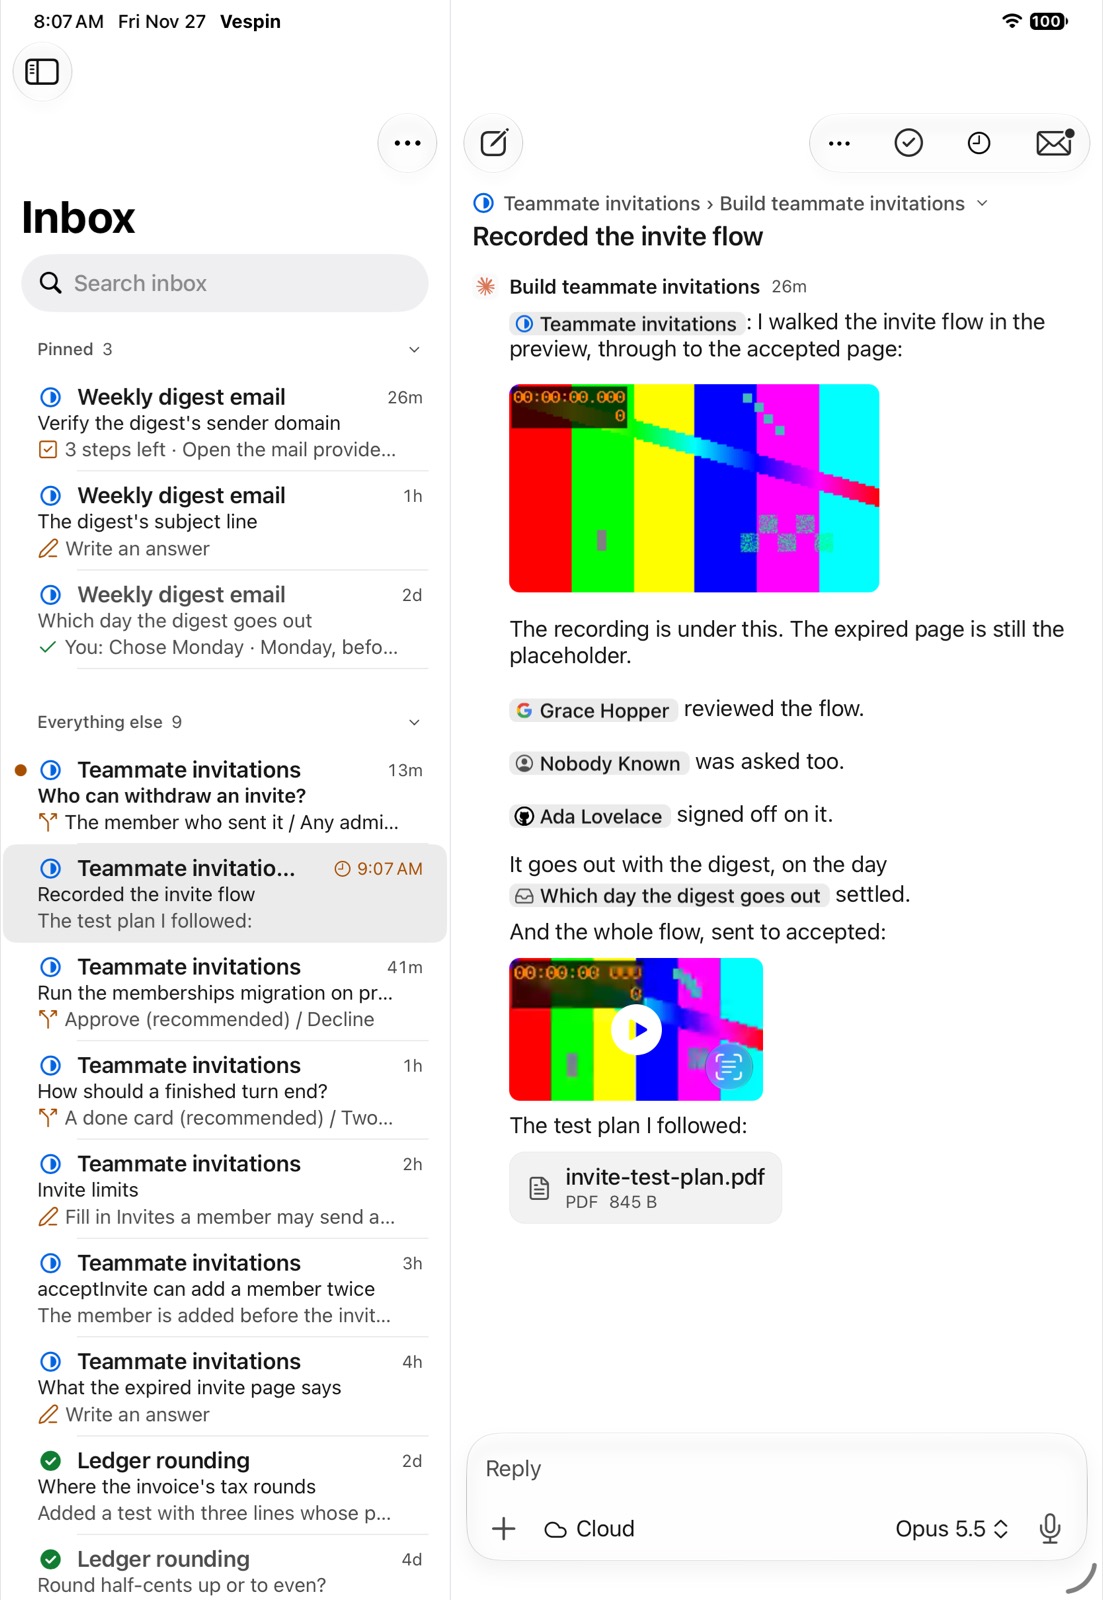 8:07 AM Fri Nov 27 Vespin
100
Inbox
Search inbox
Pinned 3
Weekly digest email 26m
Verify the digest's sender domain
3 steps left · Open the mail provide...
Weekly digest email 1h
The digest's subject line
Write an answer
Weekly digest email 2d
Which day the digest goes out
You: Chose Monday · Monday, befo...
Everything else 9
Teammate invitations 13m
Who can withdraw an invite?
The member who sent it / Any admi...
Teammate invitatio... 9:07 AM
Recorded the invite flow
The test plan I followed:
Teammate invitations 41m
Run the memberships migration on pr...
Approve (recommended) / Decline
Teammate invitations 1h
How should a finished turn end?
A done card (recommended) / Two...
Teammate invitations 2h
Invite limits
Fill in Invites a member may send a...
Teammate invitations 3h
acceptInvite can add a member twice
The member is added before the invit...
Teammate invitations 4h
What the expired invite page says
Write an answer
Ledger rounding 2d
Where the invoice's tax rounds
Added a test with three lines whose p...
Ledger rounding 4d
Round half-cents up or to even?
Teammate invitations › Build teammate invitations
Recorded the invite flow
Build teammate invitations 26m
Teammate invitations : I walked the invite flow in the
preview, through to the accepted page:
00:00:00.000
0
The recording is under this. The expired page is still the
placeholder.
Grace Hopper reviewed the flow.
Nobody Known was asked too.
Ada Lovelace signed off on it.
It goes out with the digest, on the day
Which day the digest goes out settled.
And the whole flow, sent to accepted:
00:00:00
0
The test plan I followed:
invite-test-plan.pdf
PDF 845 B
Reply
Cloud
Opus 5.5